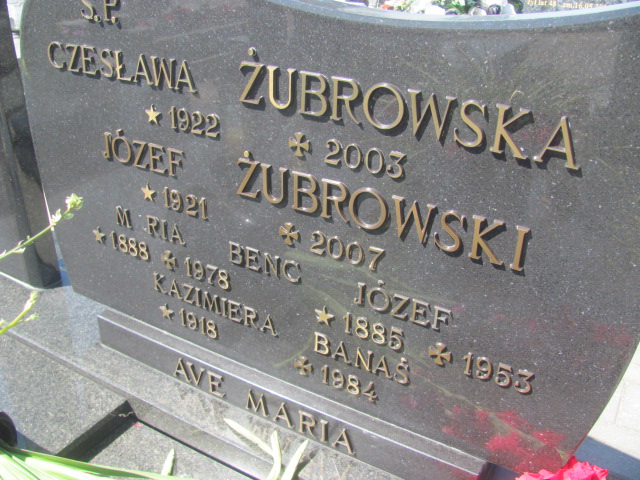 Ś.P.
CZESŁAWA ŻUBROWSKA
1922 2003
JÓZEF ŻUBROWSKI
1921 2007
M RIA BENC JÓZEF
1888 1978 1885 1953
KAZIMIERA BANAŚ
1918 1984
AVE MARIA